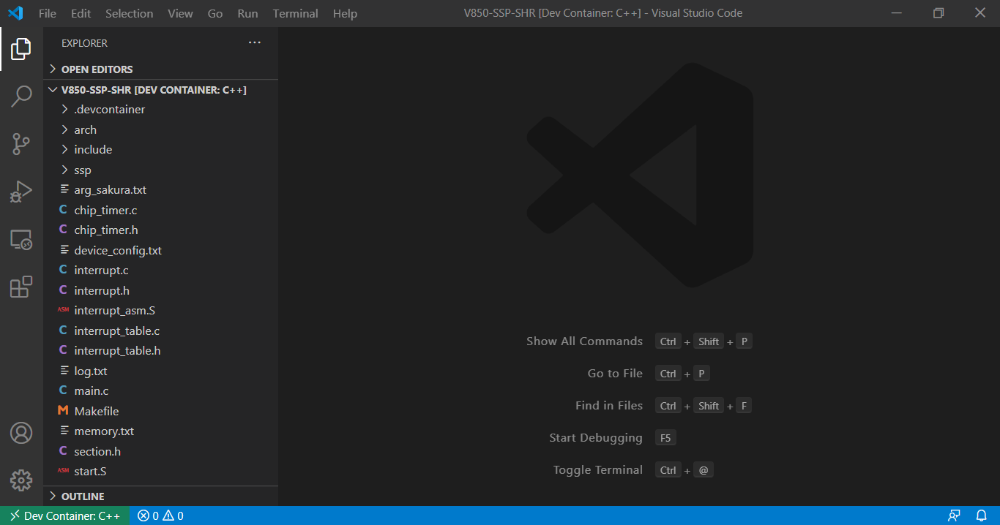 File Edit Selection View Go Run Terminal Help
V850-SSP-SHR [Dev Container: C++] - Visual Studio Code
EXPLORER
OPEN EDITORS
V850-SSP-SHR [DEV CONTAINER: C++]
.devcontainer
arch
include
ssp
arg_sakura.txt
C chip_timer.c
C chip_timer.h
device_config.txt
C interrupt.c
C interrupt.h
ASM interrupt_asm.S
C interrupt_table.c
C interrupt_table.h
log.txt
C main.c
M Makefile
memory.txt
C section.h
ASM start.S
OUTLINE
Show All Commands Ctrl + Shift + P
Go to File Ctrl + P
Find in Files Ctrl + Shift + F
Start Debugging F5
Toggle Terminal Ctrl + @
Dev Container: C++ 0 0